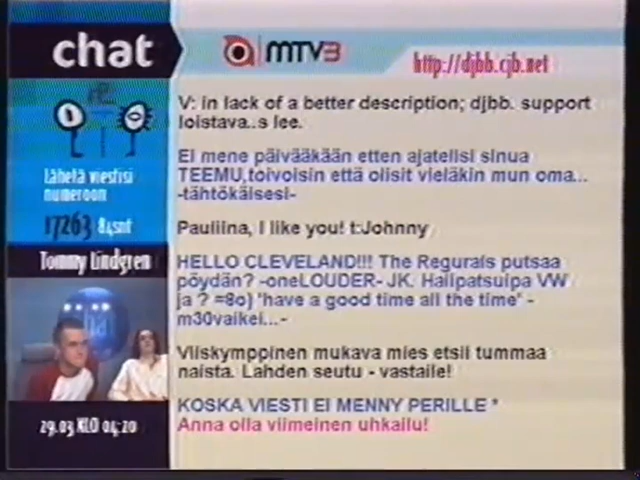 chat
MTV3
http://djbb.cjb.net
V: in lack of a better description; djbb. support
loistava..s lee.
Ei mene päivääkään etten ajatelisi sinua
TEEMU,toivoisin että olisit vieläkin mun oma...
-tähtökäisesi-
Lähetä viestisi
numeroon
17263 84snt
Pauliina, I like you! t:Johnny
Tommy Lindgren
HELLO CLEVELAND!!! The Regurals putsaa
pöydän? -oneLOUDER- JK. Hailpatsuipa VW
ja ? =8o) 'have a good time all the time' -
m30vaikei...-
Viiskymppinen mukava mies etsii tummaa
naista. Lahden seutu - vastaile!
KOSKA VIESTI EI MENNY PERILLE *
Anna olla viimeinen uhkailu!
29.03 KLO 04:20